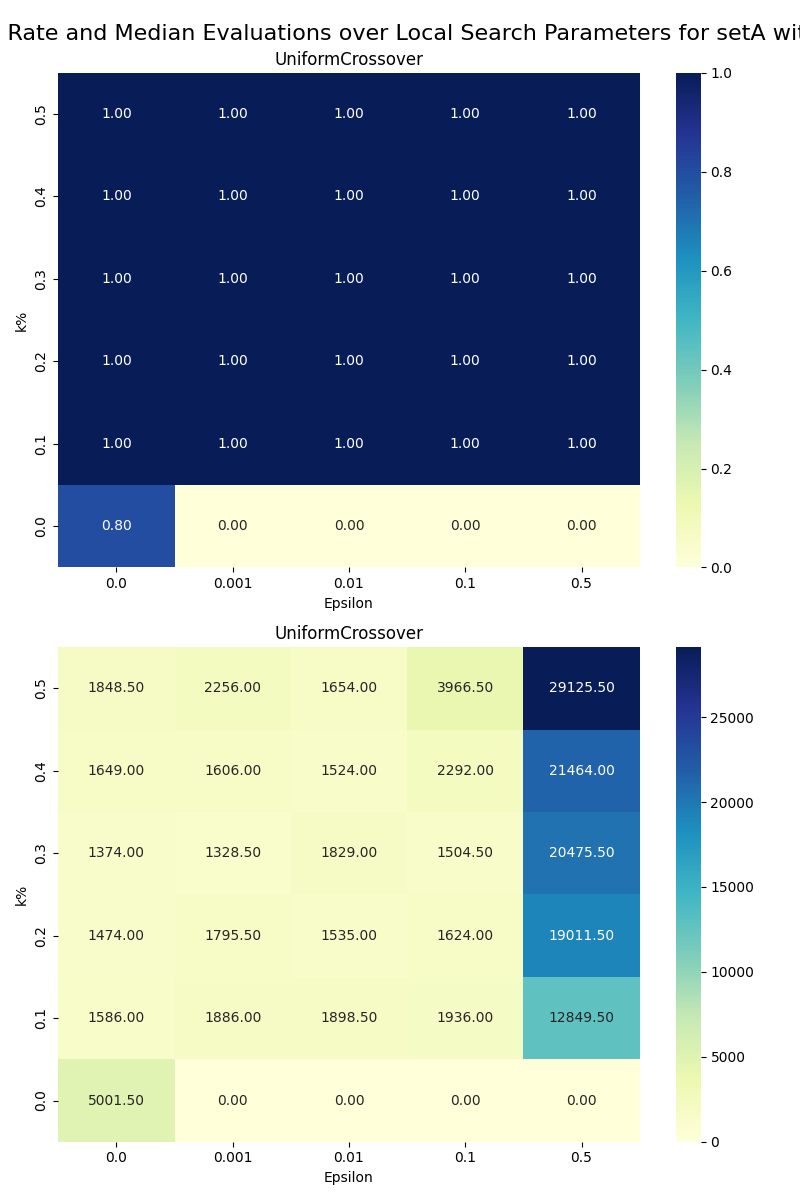 Rate and Median Evaluations over Local Search Parameters for setA
UniformCrossover
0.5 1.00 1.00 1.00 1.00 1.00
0.4 1.00 1.00 1.00 1.00 1.00
0.3 1.00 1.00 1.00 1.00 1.00
k%
0.2 1.00 1.00 1.00 1.00 1.00
0.1 1.00 1.00 1.00 1.00 1.00
0.0 0.80 0.00 0.00 0.00 0.00
0.0 0.001 0.01 0.1 0.5
Epsilon
1.0
0.8
0.6
0.4
0.2
0.0
UniformCrossover
0.5 1848.50 2256.00 1654.00 3966.50 29125.50
0.4 1649.00 1606.00 1524.00 2292.00 21464.00
0.3 1374.00 1328.50 1829.00 1504.50 20475.50
k%
0.2 1474.00 1795.50 1535.00 1624.00 19011.50
0.1 1586.00 1886.00 1898.50 1936.00 12849.50
0.0 5001.50 0.00 0.00 0.00 0.00
0.0 0.001 0.01 0.1 0.5
Epsilon
25000
20000
15000
10000
5000
0